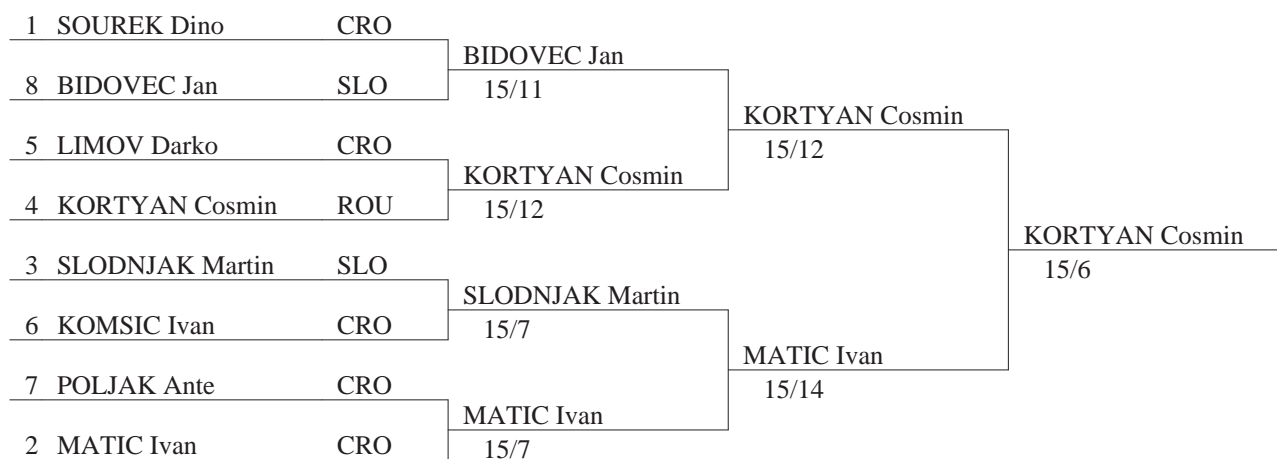 1 SOUREK Dino CRO
BIDOVEC Jan
15/11
8 BIDOVEC Jan SLO
KORTYAN Cosmin
15/12
5 LIMOV Darko CRO
KORTYAN Cosmin
15/12
4 KORTYAN Cosmin ROU
KORTYAN Cosmin
15/6
3 SLODNJAK Martin SLO
SLODNJAK Martin
15/7
6 KOMSIC Ivan CRO
MATIC Ivan
15/14
7 POLJAK Ante CRO
MATIC Ivan
15/7
2 MATIC Ivan CRO